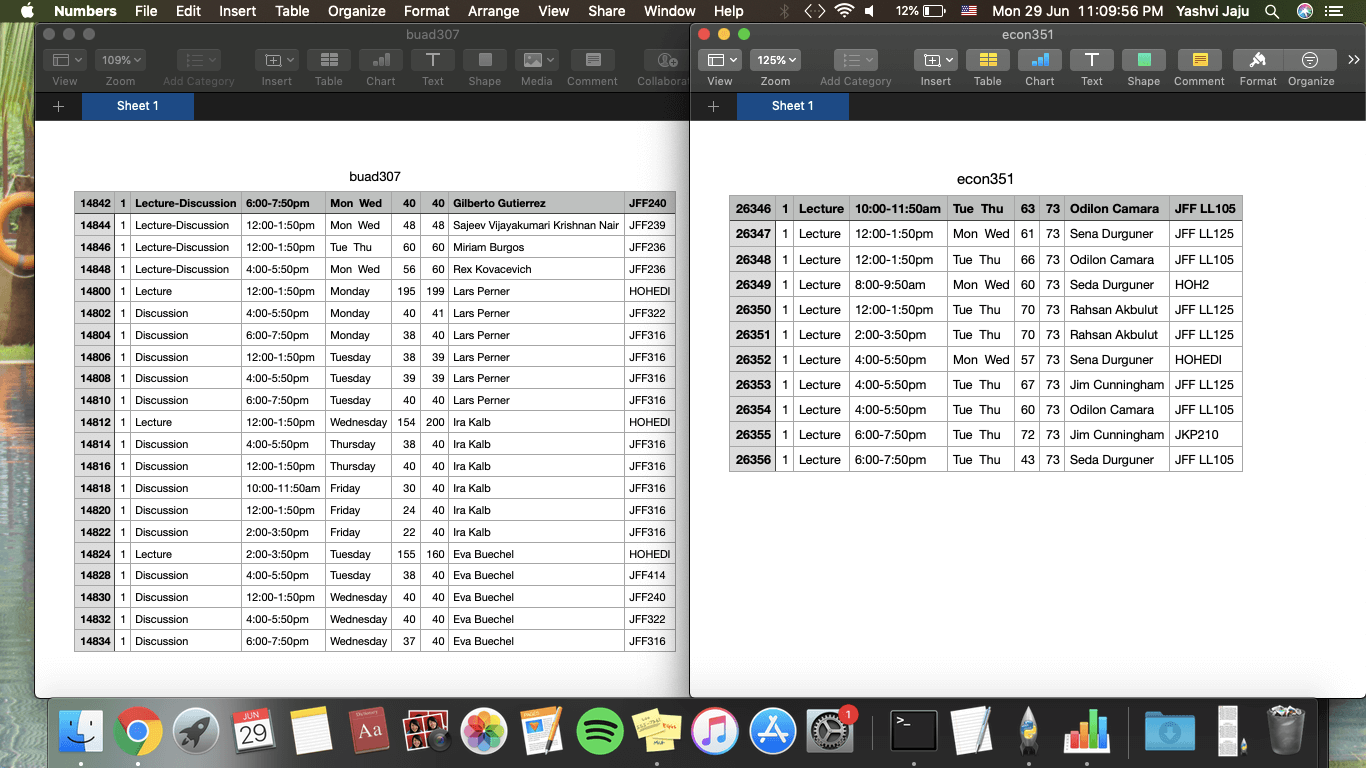 Numbers File Edit Insert Table Organize Format Arrange View Share Window Help 12% Mon 29 Jun 11:09:56 PM Yashvi Jaju
buad307
109%
View Zoom Add Category Insert Table Chart Text Shape Media Comment Collaborat
Sheet 1
buad307
14842 1 Lecture-Discussion 6:00-7:50pm Mon Wed 40 40 Gilberto Gutierrez JFF240
14844 1 Lecture-Discussion 12:00-1:50pm Mon Wed 48 48 Sajeev Vijayakumari Krishnan Nair JFF239
14846 1 Lecture-Discussion 12:00-1:50pm Tue Thu 60 60 Miriam Burgos JFF236
14848 1 Lecture-Discussion 4:00-5:50pm Mon Wed 56 60 Rex Kovacevich JFF236
14800 1 Lecture 12:00-1:50pm Monday 195 199 Lars Perner HOHEDI
14802 1 Discussion 4:00-5:50pm Monday 40 41 Lars Perner JFF322
14804 1 Discussion 6:00-7:50pm Monday 38 40 Lars Perner JFF316
14806 1 Discussion 12:00-1:50pm Tuesday 38 39 Lars Perner JFF316
14808 1 Discussion 4:00-5:50pm Tuesday 39 39 Lars Perner JFF316
14810 1 Discussion 6:00-7:50pm Tuesday 40 40 Lars Perner JFF316
14812 1 Lecture 12:00-1:50pm Wednesday 154 200 Ira Kalb HOHEDI
14814 1 Discussion 4:00-5:50pm Thursday 38 40 Ira Kalb JFF316
14816 1 Discussion 12:00-1:50pm Thursday 40 40 Ira Kalb JFF316
14818 1 Discussion 10:00-11:50am Friday 30 40 Ira Kalb JFF316
14820 1 Discussion 12:00-1:50pm Friday 24 40 Ira Kalb JFF316
14822 1 Discussion 2:00-3:50pm Friday 22 40 Ira Kalb JFF316
14824 1 Lecture 2:00-3:50pm Tuesday 155 160 Eva Buechel HOHEDI
14828 1 Discussion 4:00-5:50pm Tuesday 38 40 Eva Buechel JFF414
14830 1 Discussion 12:00-1:50pm Wednesday 40 40 Eva Buechel JFF240
14832 1 Discussion 4:00-5:50pm Wednesday 40 40 Eva Buechel JFF322
14834 1 Discussion 6:00-7:50pm Wednesday 37 40 Eva Buechel JFF316
econ351
125%
View Zoom Add Category Insert Table Chart Text Shape Comment Format Organize
Sheet 1
econ351
26346 1 Lecture 10:00-11:50am Tue Thu 63 73 Odilon Camara JFF LL105
26347 1 Lecture 12:00-1:50pm Mon Wed 61 73 Sena Durguner JFF LL125
26348 1 Lecture 12:00-1:50pm Tue Thu 66 73 Odilon Camara JFF LL105
26349 1 Lecture 8:00-9:50am Mon Wed 60 73 Seda Durguner HOH2
26350 1 Lecture 12:00-1:50pm Tue Thu 70 73 Rahsan Akbulut JFF LL125
26351 1 Lecture 2:00-3:50pm Tue Thu 70 73 Rahsan Akbulut JFF LL125
26352 1 Lecture 4:00-5:50pm Mon Wed 57 73 Sena Durguner HOHEDI
26353 1 Lecture 4:00-5:50pm Tue Thu 67 73 Jim Cunningham JFF LL125
26354 1 Lecture 4:00-5:50pm Tue Thu 60 73 Odilon Camara JFF LL105
26355 1 Lecture 6:00-7:50pm Tue Thu 72 73 Jim Cunningham JKP210
26356 1 Lecture 6:00-7:50pm Tue Thu 43 73 Seda Durguner JFF LL105
JUN
29
Aa
1